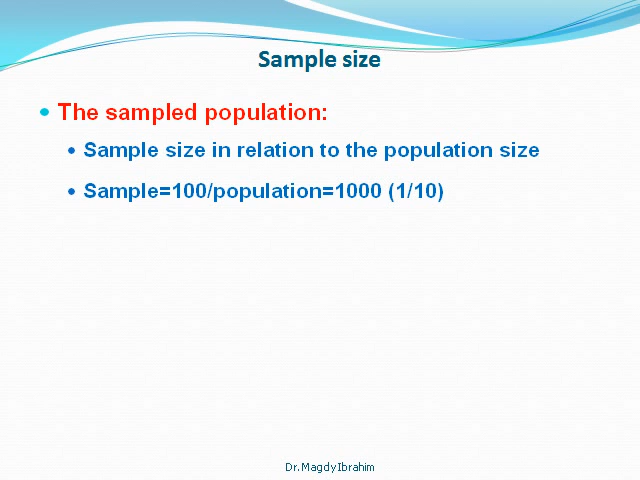 Sample size
• The sampled population:
• Sample size in relation to the population size
• Sample=100/population=1000 (1/10)
Dr. Magdy Ibrahim